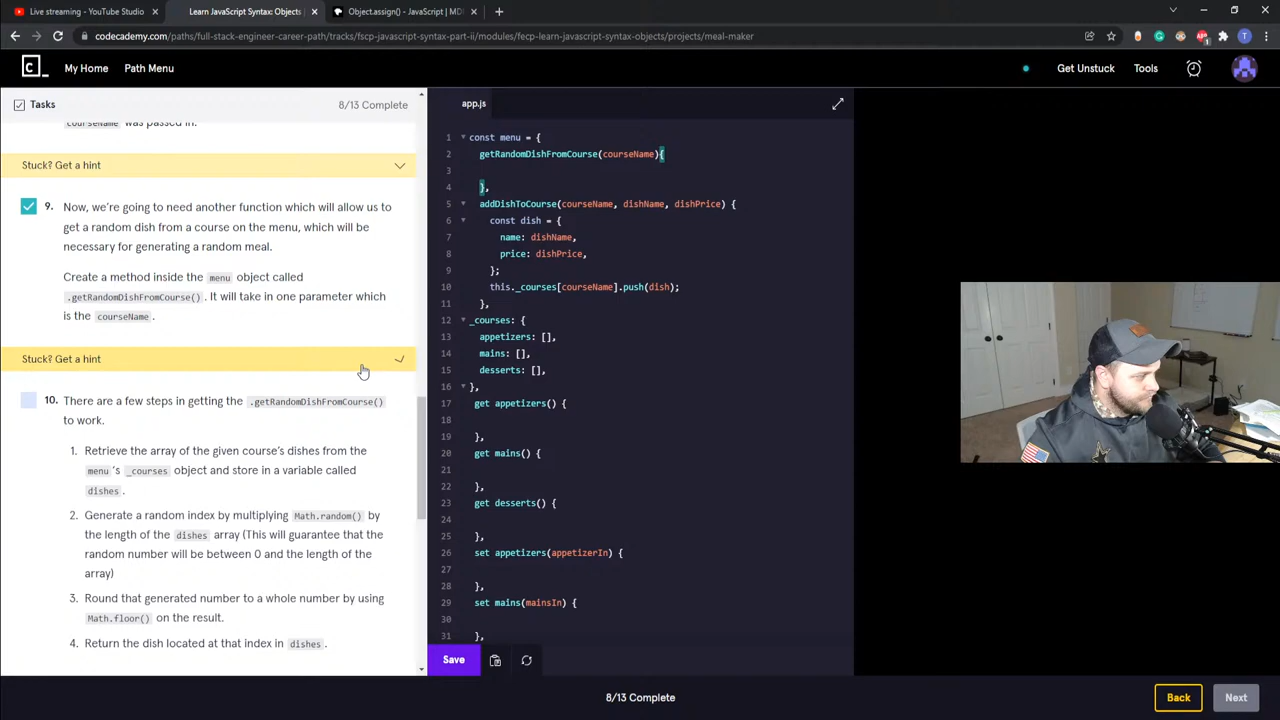 Live streaming - YouTube Studio
Learn JavaScript Syntax: Objects
Object.assign() - JavaScript | MD
codecademy.com/paths/full-stack-engineer-career-path/tracks/fscp-javascript-syntax-part-ii/modules/fecp-learn-javascript-syntax-objects/projects/meal-maker
My Home
Path Menu
Get Unstuck
Tools
Tasks
8/13 Complete
courseName was passed in.
Stuck? Get a hint
9. Now, we're going to need another function which will allow us to
get a random dish from a course on the menu, which will be
necessary for generating a random meal.
Create a method inside the menu object called
.getRandomDishFromCourse(). It will take in one parameter which
is the courseName.
Stuck? Get a hint
10. There are a few steps in getting the .getRandomDishFromCourse()
to work.
1. Retrieve the array of the given course's dishes from the
menu 's _courses object and store in a variable called
dishes.
2. Generate a random index by multiplying Math.random() by
the length of the dishes array (This will guarantee that the
random number will be between 0 and the length of the
array)
3. Round that generated number to a whole number by using
Math.floor() on the result.
4. Return the dish located at that index in dishes.
app.js
1 const menu = {
2 getRandomDishFromCourse(courseName){
3
4 },
5 addDishToCourse(courseName, dishName, dishPrice) {
6 const dish = {
7 name: dishName,
8 price: dishPrice,
9 };
10 this._courses[courseName].push(dish);
11 },
12 _courses: {
13 appetizers: [],
14 mains: [],
15 desserts: [],
16 },
17 get appetizers() {
18
19 },
20 get mains() {
21
22 },
23 get desserts() {
24
25 },
26 set appetizers(appetizerIn) {
27
28 },
29 set mains(mainsIn) {
30
31 },
Save
8/13 Complete
Back
Next